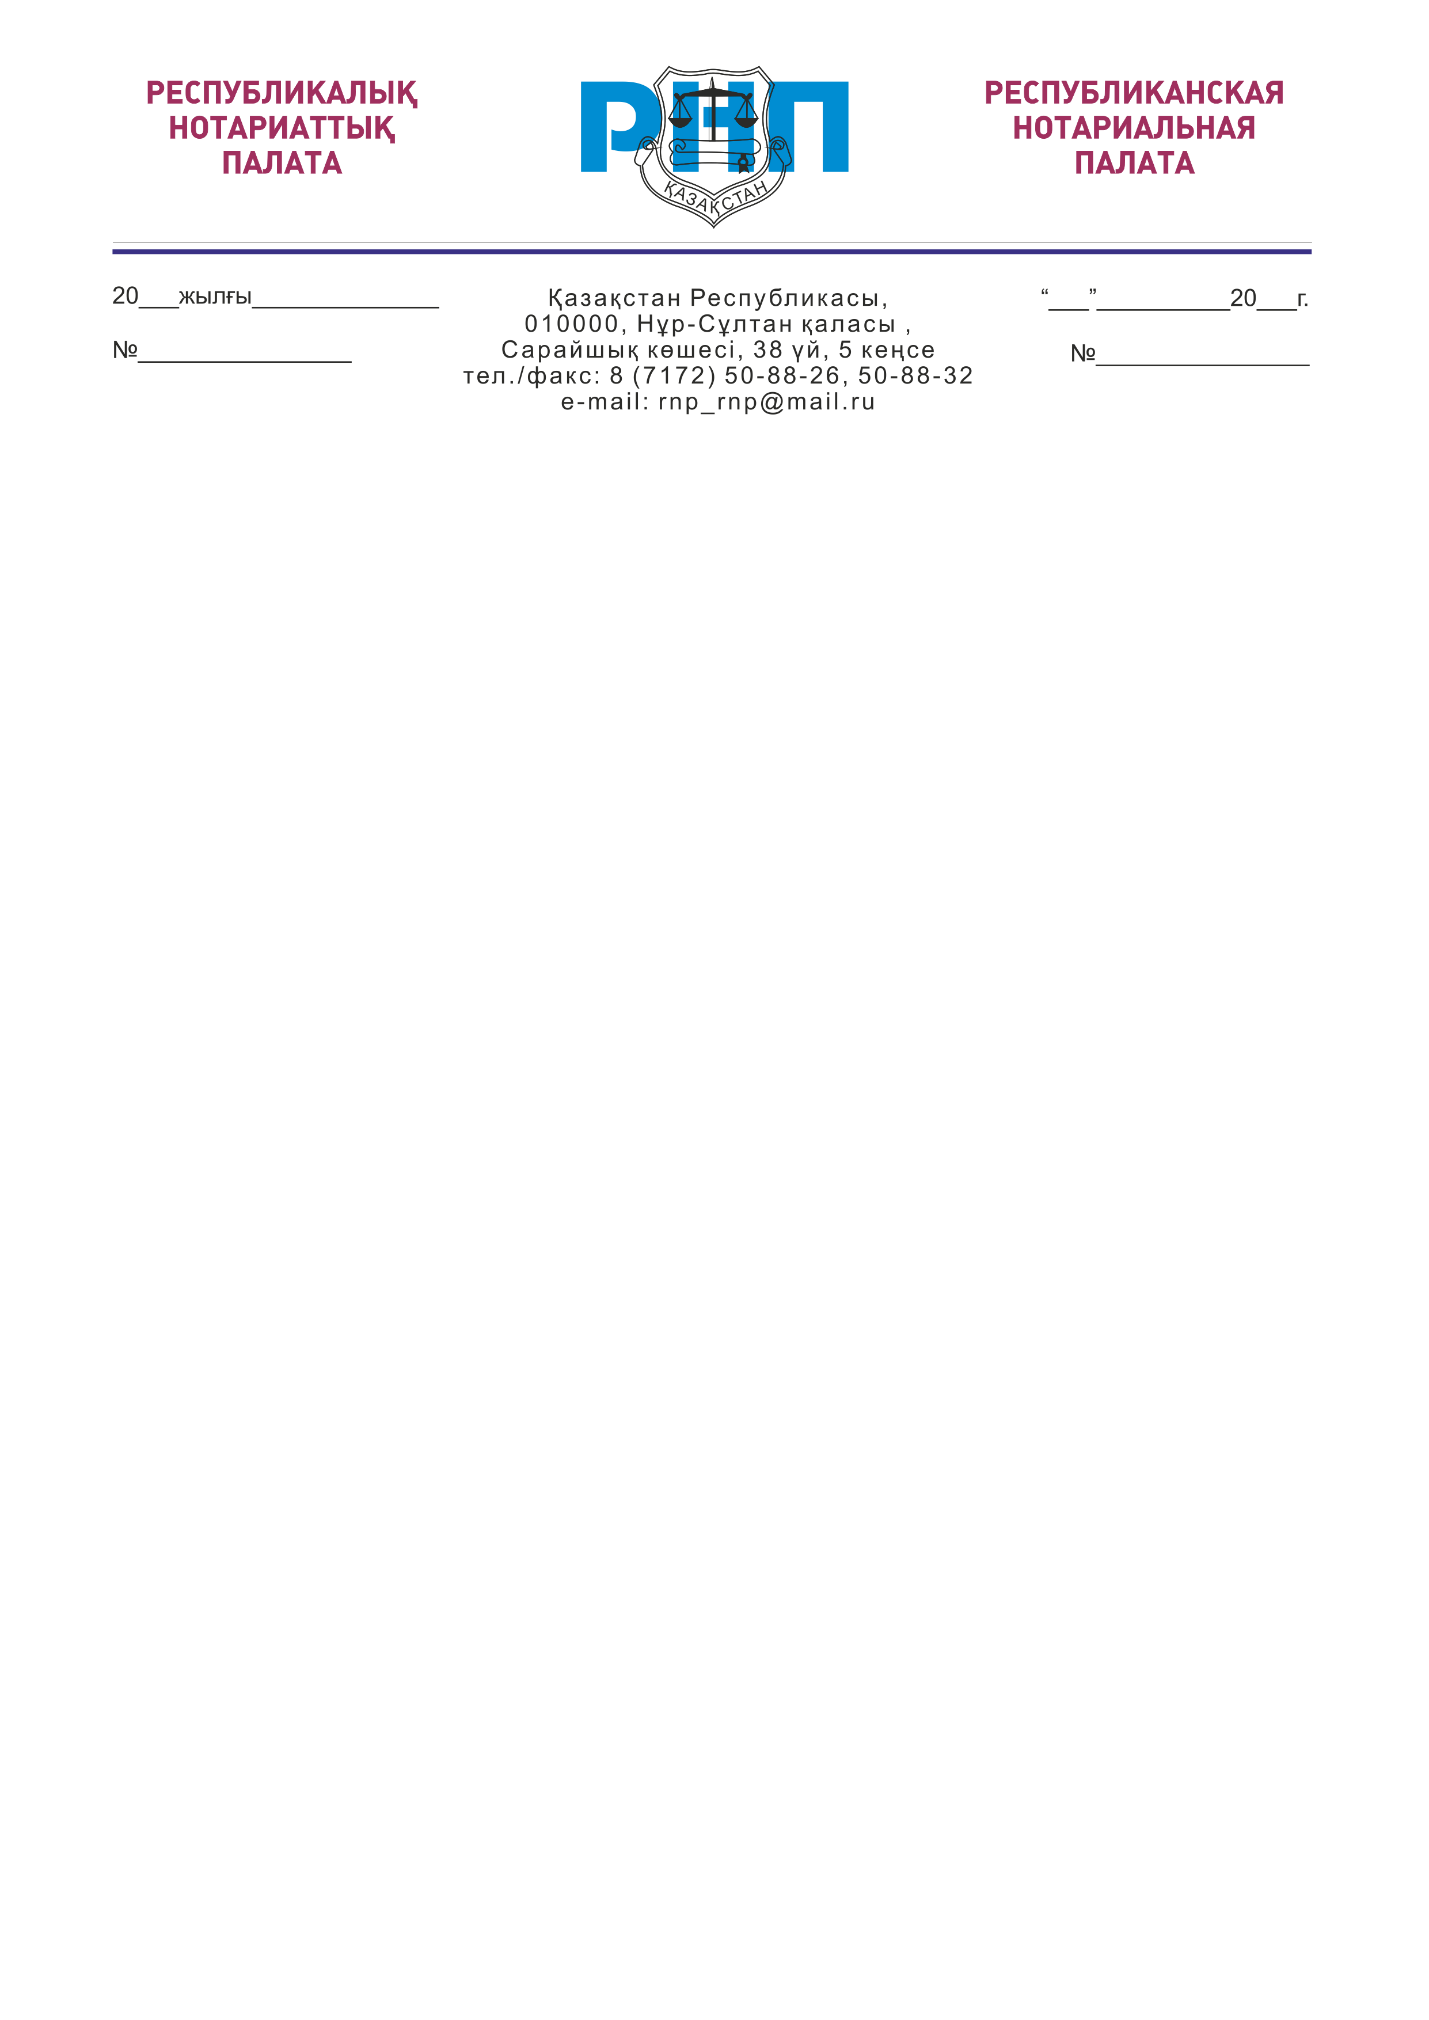 РЕСПУБЛИКАЛЫҚ
НОТАРИАТТЫҚ
ПАЛАТА
РНП
ҚАЗАҚСТАН
РЕСПУБЛИКАНСКАЯ
НОТАРИАЛЬНАЯ
ПАЛАТА
20___жылғы______________
№________________
Қазақстан Республикасы,
010000, Нұр-Сұлтан қаласы ,
Сарайшық көшесі, 38 үй, 5 кеңсе
тел./факс: 8 (7172) 50-88-26, 50-88-32
e-mail: rnp_rnp@mail.ru
“___”__________20___г.
№________________